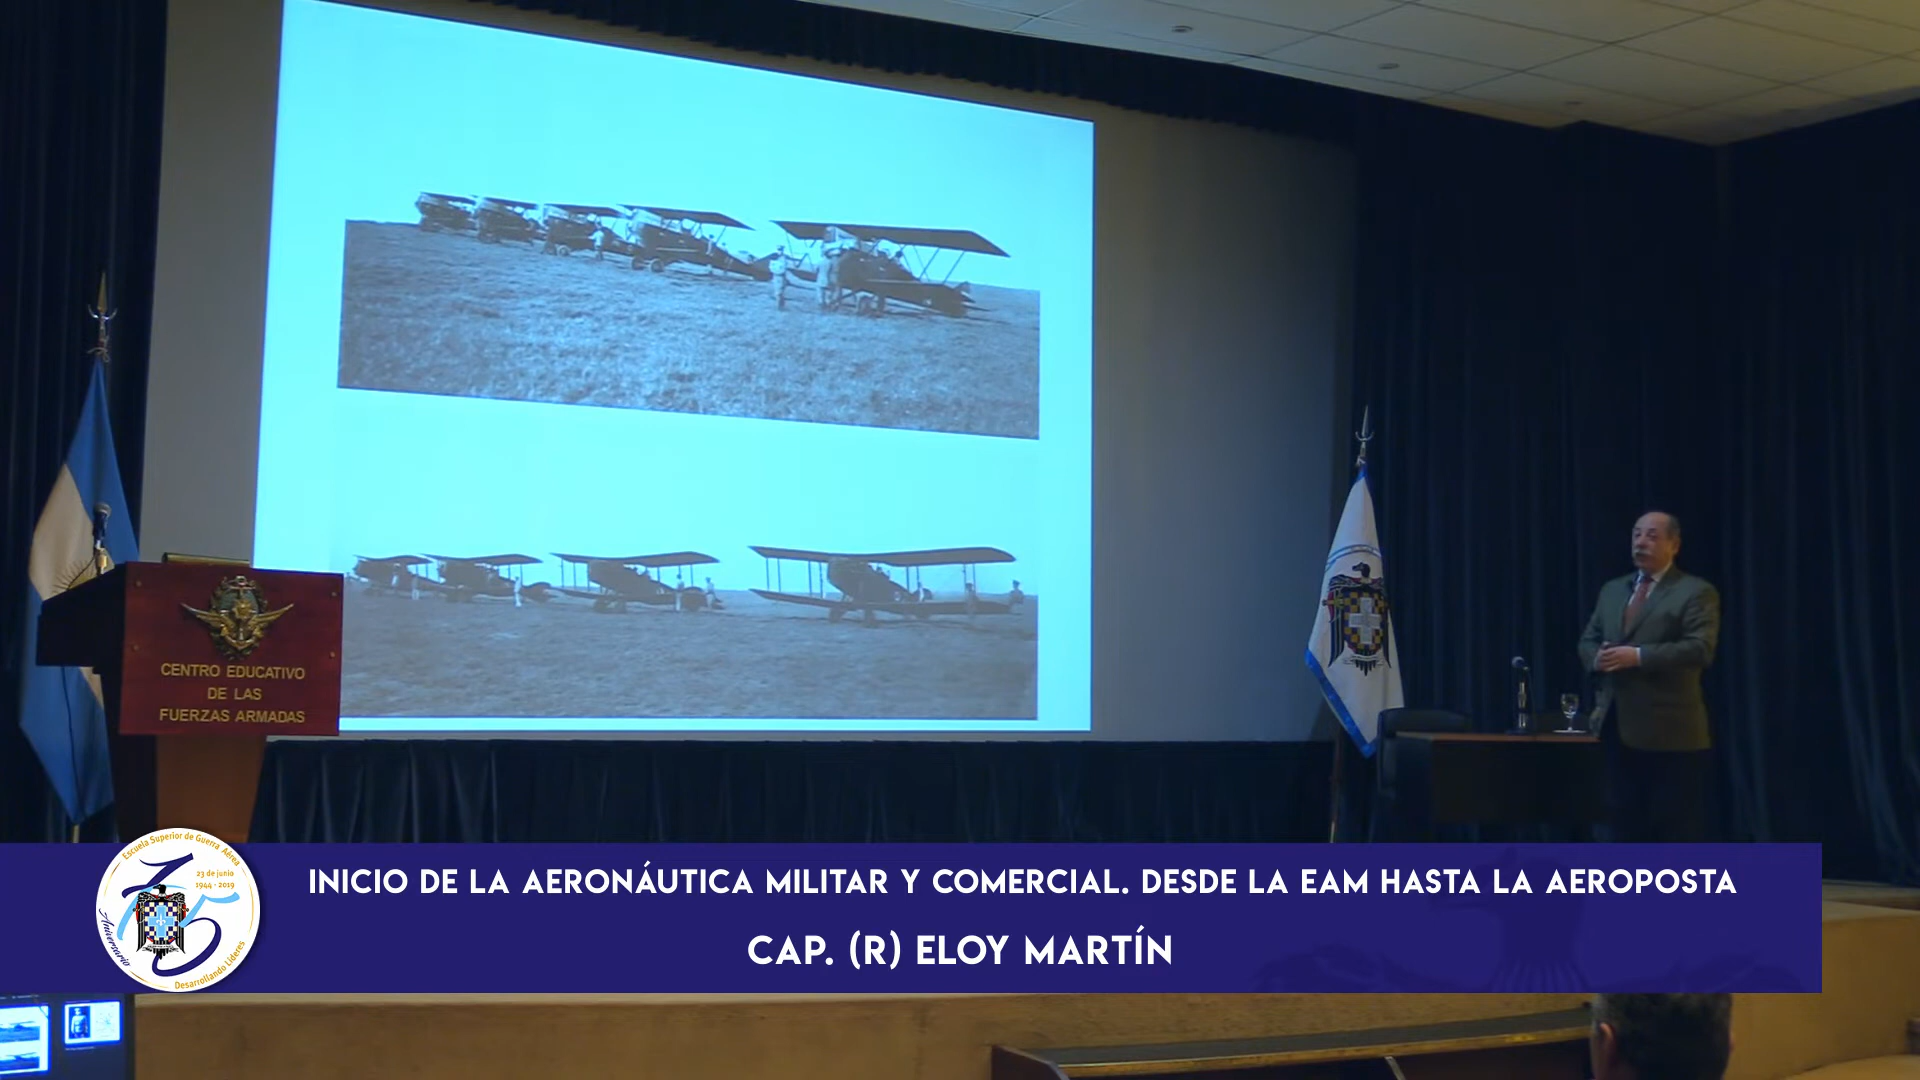 CENTRO EDUCATIVO
DE LAS
FUERZAS ARMADAS
Escuela Superior de Guerra Aérea
23 de junio
1944 - 2019
75
Aniversario
Desarrollando Líderes
INICIO DE LA AERONÁUTICA MILITAR Y COMERCIAL. DESDE LA EAM HASTA LA AEROPOSTA
CAP. (R) ELOY MARTÍN